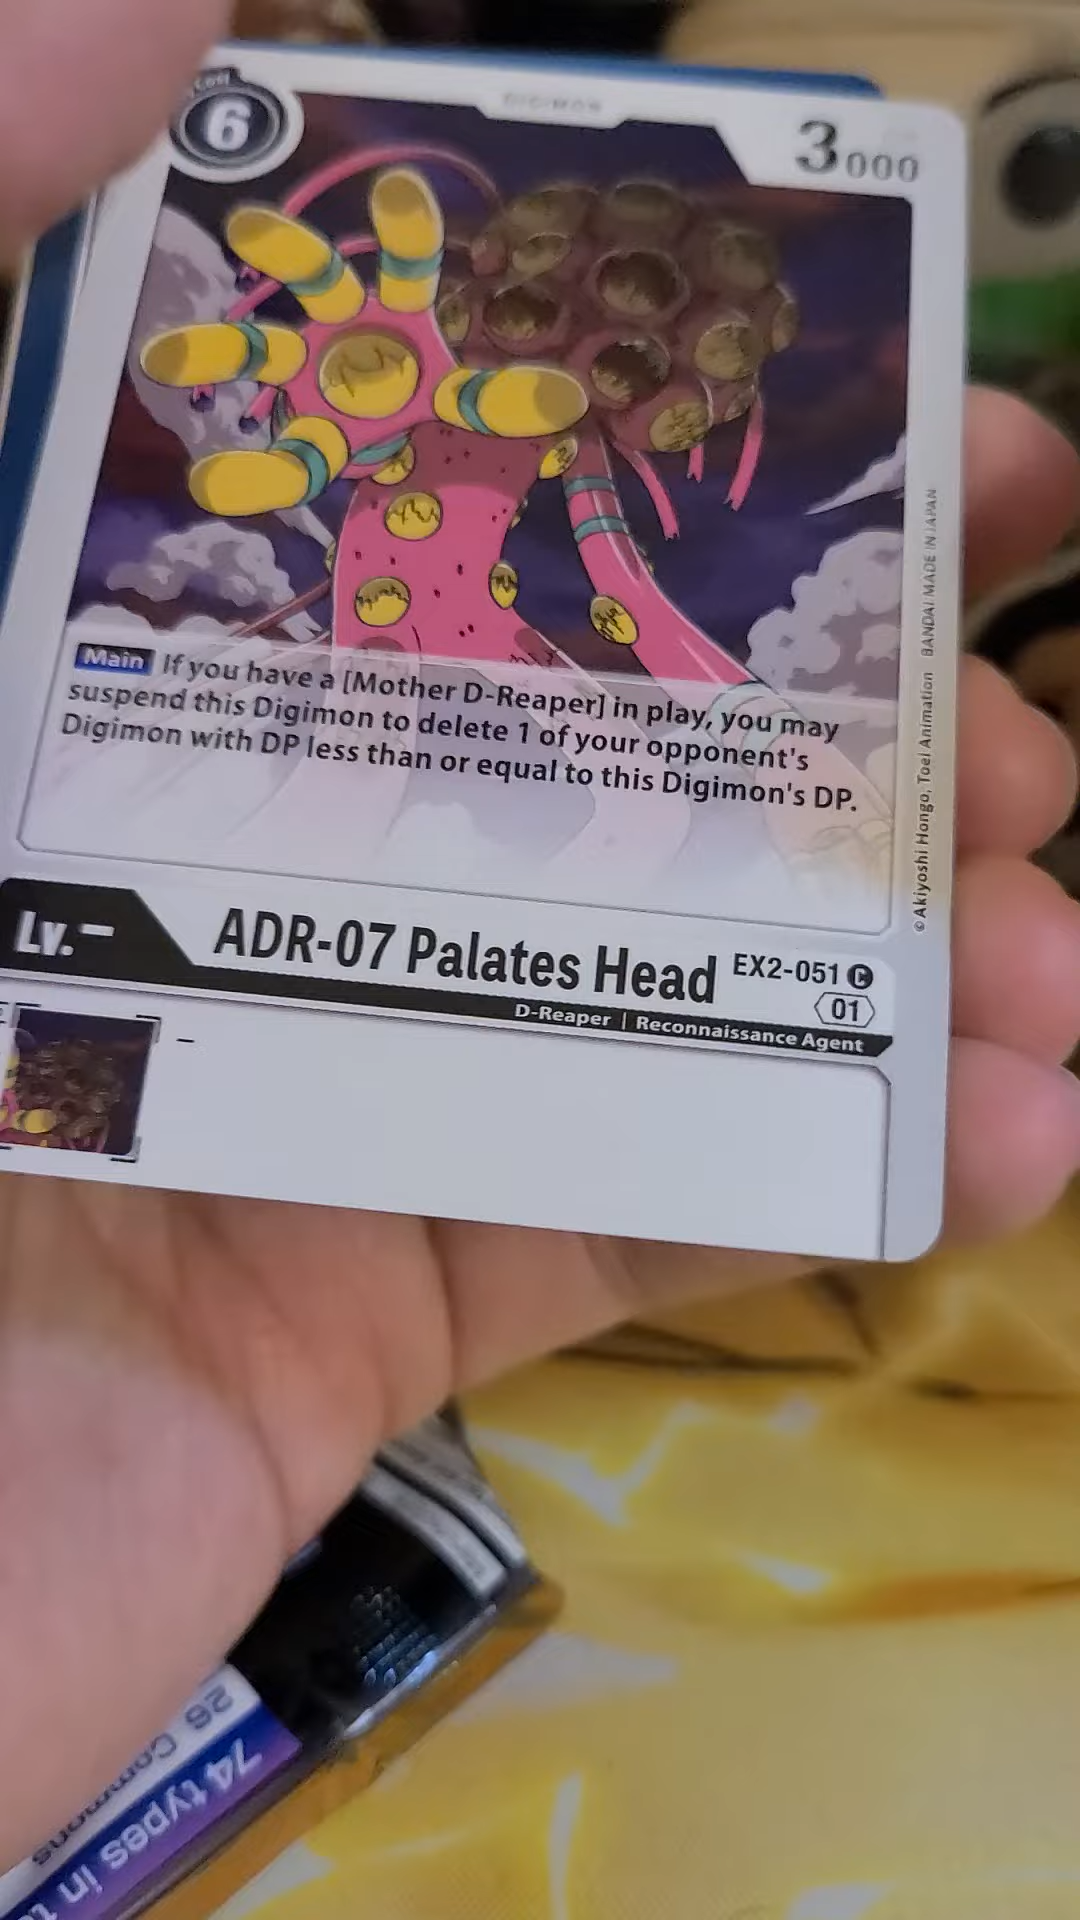 Cost
6
DIGIMON
3000
Main If you have a [Mother D-Reaper] in play, you may
suspend this Digimon to delete 1 of your opponent's
Digimon with DP less than or equal to this Digimon's DP.
©Akiyoshi Hongo, Toei Animation BANDAI MADE IN JAPAN
Lv.-
ADR-07 Palates Head
EX2-051 C
01
D-Reaper | Reconnaissance Agent
-
26 Commons
74 types in